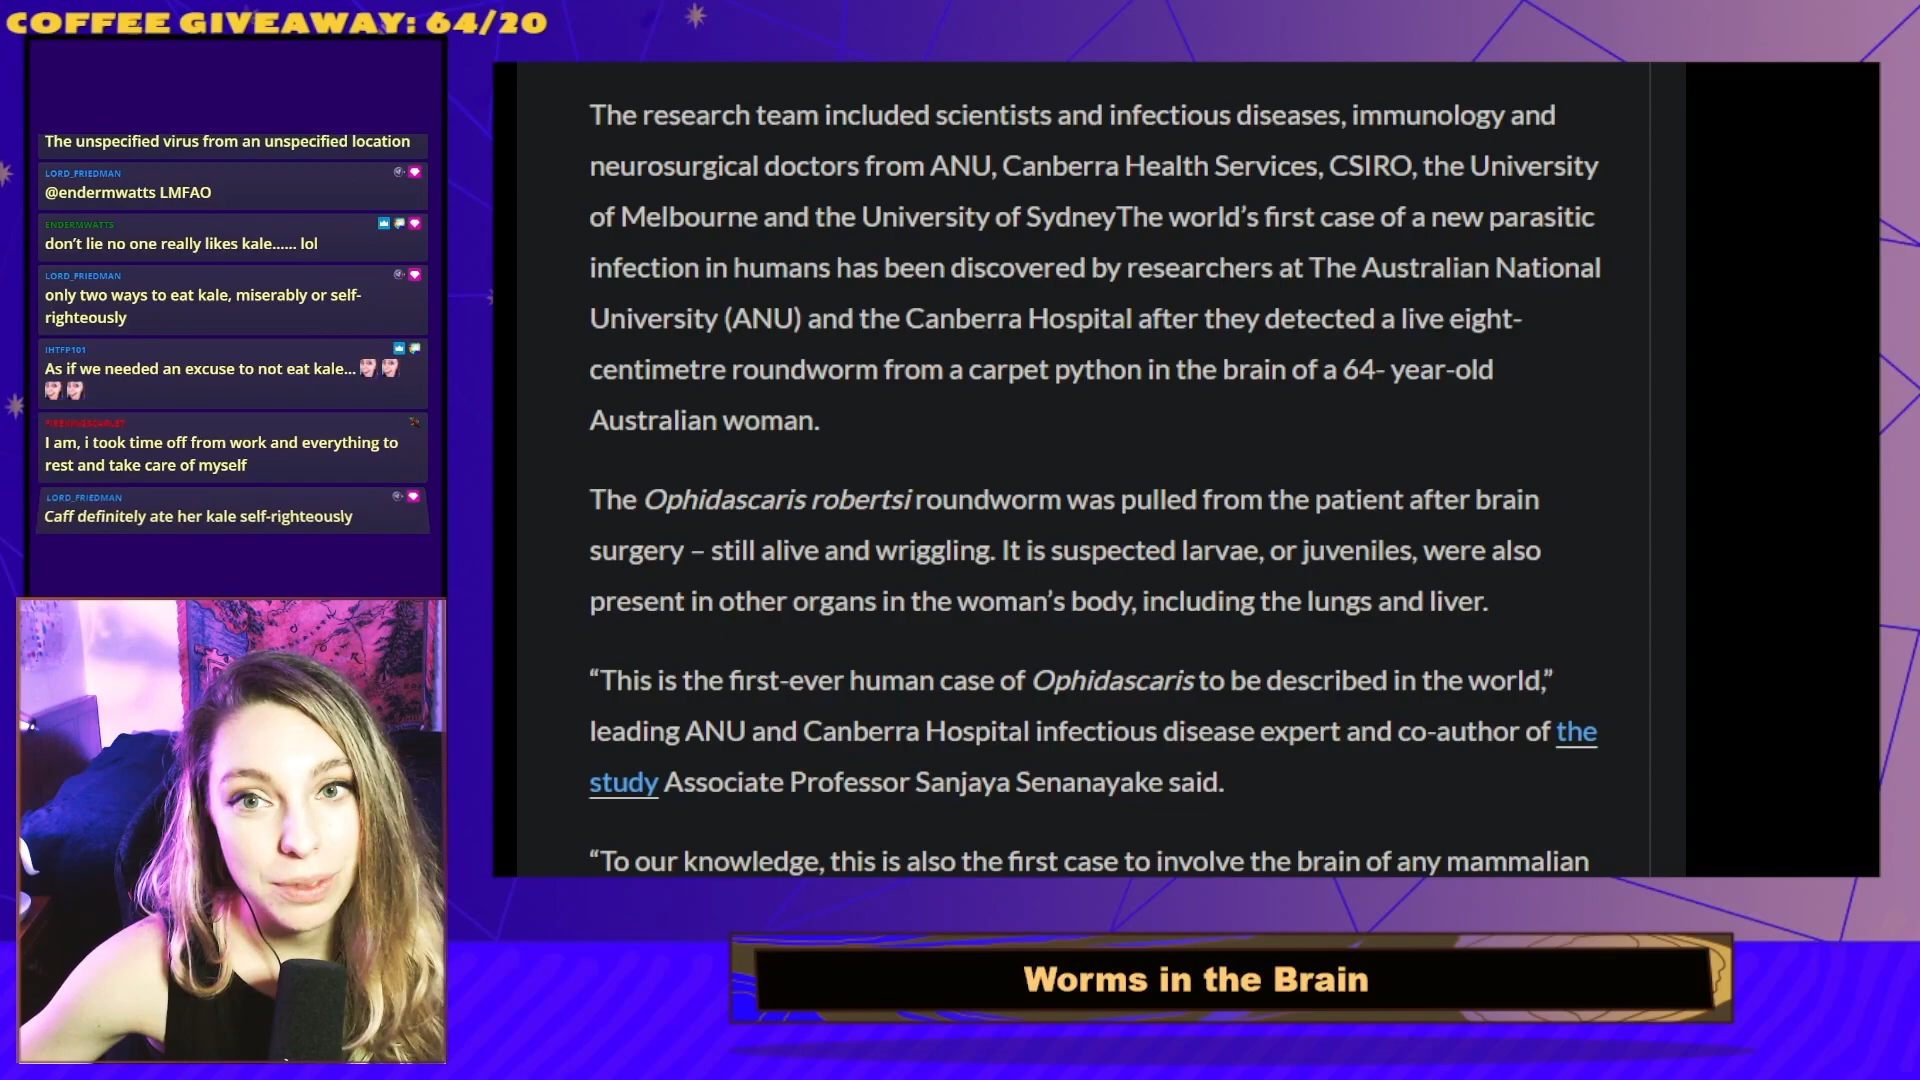 COFFEE GIVEAWAY: 64/20
The unspecified virus from an unspecified location
LORD_FRIEDMAN
@endermwatts LMFAO
ENDERMWATTS
don't lie no one really likes kale...... lol
LORD_FRIEDMAN
only two ways to eat kale, miserably or self-
righteously
IHTFP101
As if we needed an excuse to not eat kale...
I am, i took time off from work and everything to
rest and take care of myself
LORD_FRIEDMAN
Caff definitely ate her kale self-righteously
The research team included scientists and infectious diseases, immunology and
neurosurgical doctors from ANU, Canberra Health Services, CSIRO, the University
of Melbourne and the University of SydneyThe world’s first case of a new parasitic
infection in humans has been discovered by researchers at The Australian National
University (ANU) and the Canberra Hospital after they detected a live eight-
centimetre roundworm from a carpet python in the brain of a 64- year-old
Australian woman.
The Ophidascaris robertsi roundworm was pulled from the patient after brain
surgery – still alive and wriggling. It is suspected larvae, or juveniles, were also
present in other organs in the woman’s body, including the lungs and liver.
“This is the first-ever human case of Ophidascaris to be described in the world,”
leading ANU and Canberra Hospital infectious disease expert and co-author of the
study Associate Professor Sanjaya Senanayake said.
“To our knowledge, this is also the first case to involve the brain of any mammalian
Worms in the Brain